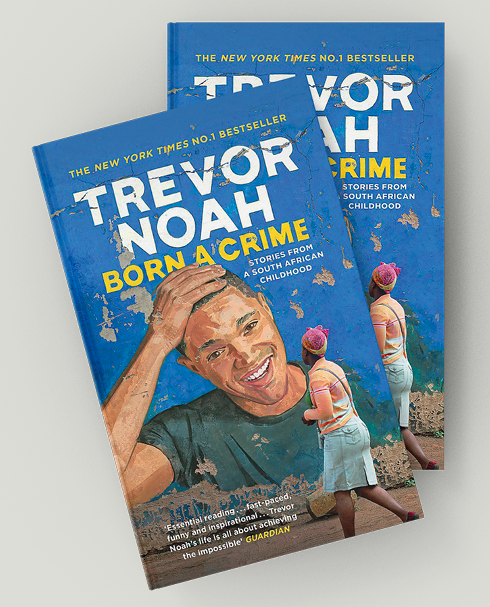 THE NEW YORK TIMES NO.1 BESTSELLER
TREVOR
NOAH
BORN A CRIME
STORIES FROM
A SOUTH AFRICAN
CHILDHOOD
'Essential reading . . . fast-paced,
funny and inspirational . . . Trevor
Noah's life is all about achieving
the impossible' GUARDIAN
THE NEW YORK TIMES NO.1 BESTSELLER
TREVOR
AH
CRIME
STORIES FROM
A SOUTH AFRICAN
CHILDHOOD